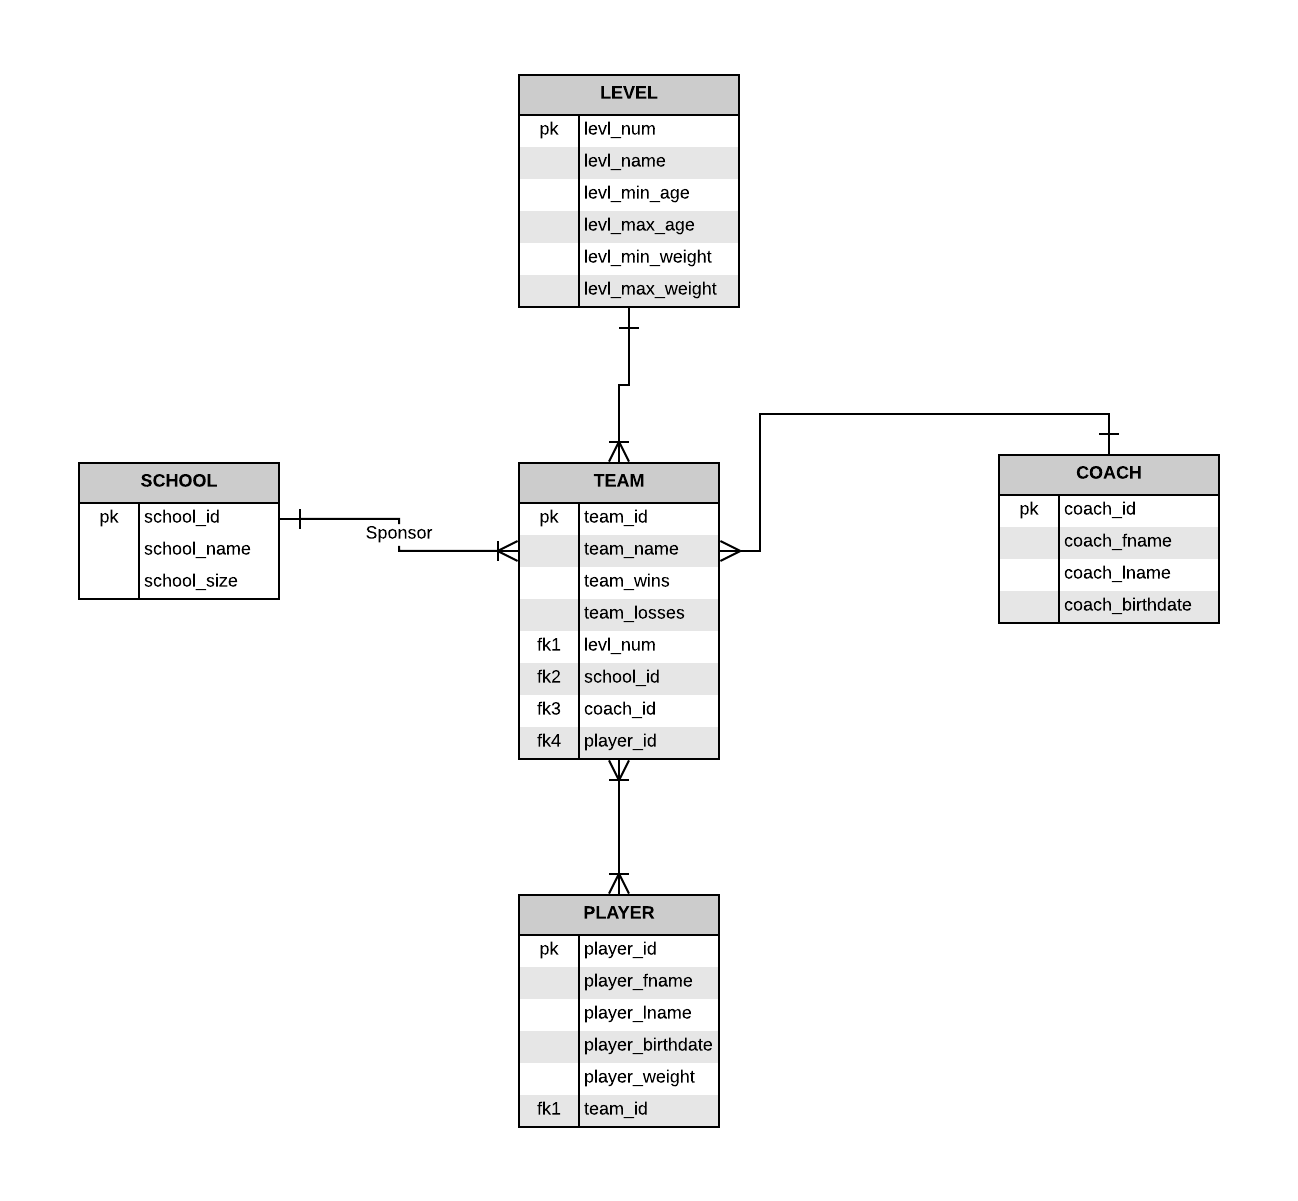 LEVEL
pk levl_num
levl_name
levl_min_age
levl_max_age
levl_min_weight
levl_max_weight
SCHOOL
pk school_id
school_name
school_size
Sponsor
TEAM
pk team_id
team_name
team_wins
team_losses
fk1 levl_num
fk2 school_id
fk3 coach_id
fk4 player_id
COACH
pk coach_id
coach_fname
coach_lname
coach_birthdate
PLAYER
pk player_id
player_fname
player_lname
player_birthdate
player_weight
fk1 team_id